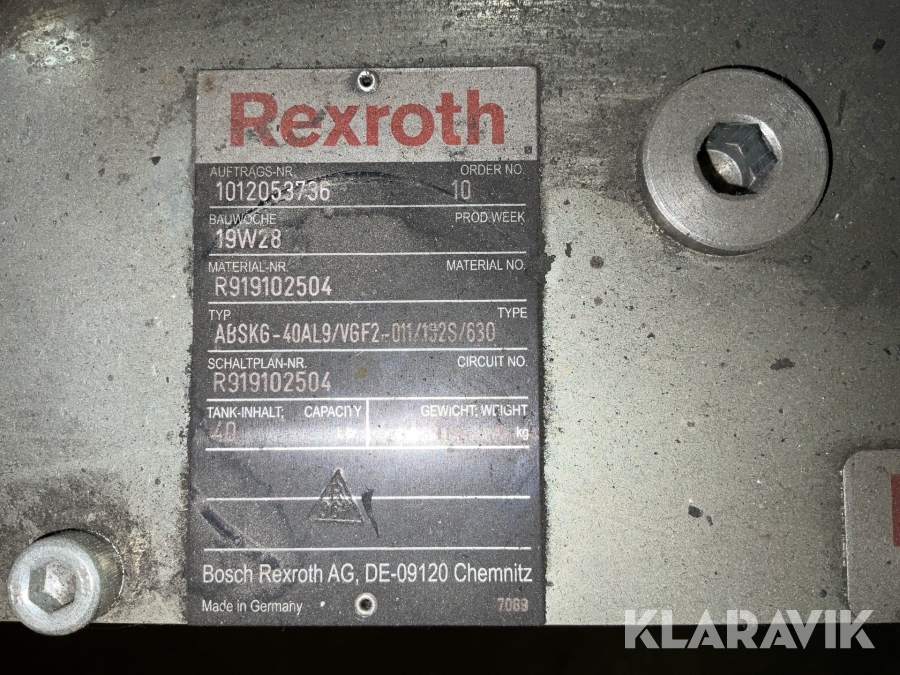 Rexroth
AUFTRAGS-NR. ORDER NO.
1012053736 10
BAUWOCHE PROD WEEK
19W28
MATERIAL-NR. MATERIAL NO.
R919102504
TYP TYPE
ABSKG-40AL9/VGF2-011/132S/630
SCHALTPLAN-NR. CIRCUIT NO.
R919102504
TANK-INHALT; CAPACITY GEWICHT; WEIGHT
40 kg
Bosch Rexroth AG, DE-09120 Chemnitz
Made in Germany 7069
KLARAVIK